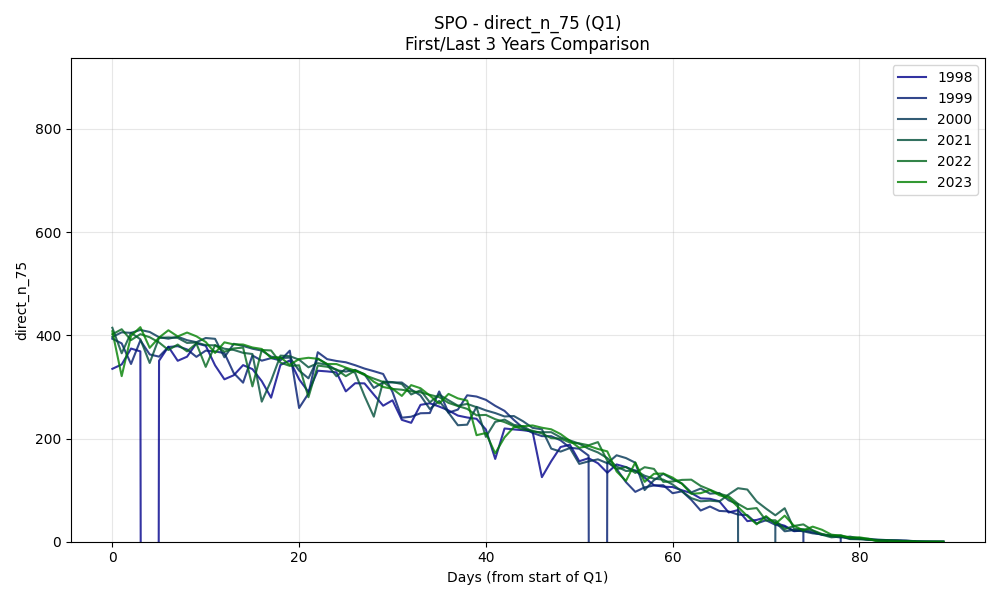 SPO - direct_n_75 (Q1)
First/Last 3 Years Comparison
1998
1999
2000
2021
2022
2023
direct_n_75
800
600
400
200
0
0 20 40 60 80
Days (from start of Q1)